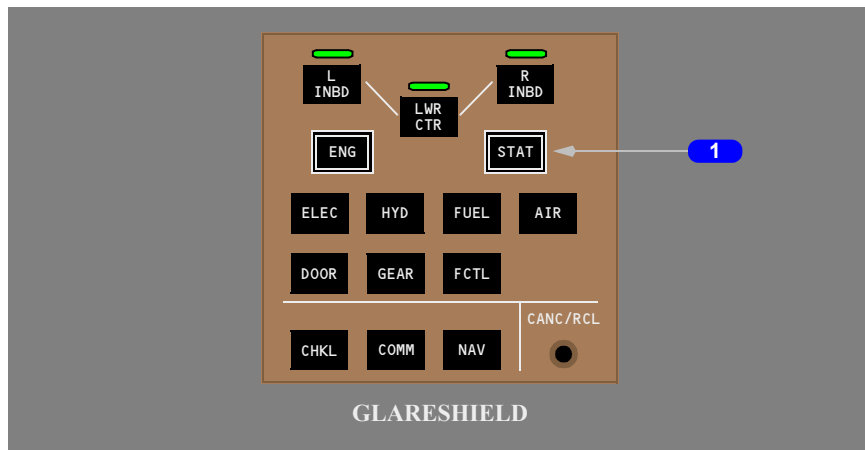 L
INBD
R
INBD
LWR
CTR
ENG
STAT
1
ELEC
HYD
FUEL
AIR
DOOR
GEAR
FCTL
CANC/RCL
CHKL
COMM
NAV
GLARESHIELD